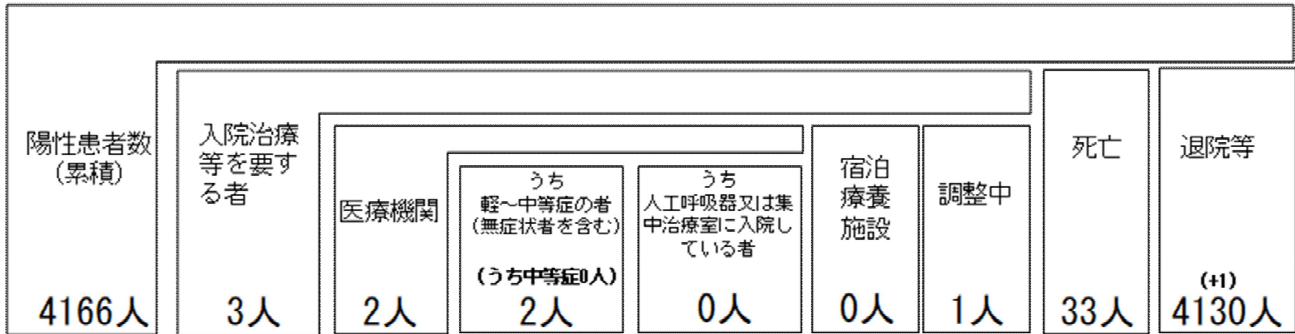 陽性患者数
(累積)
4166人
入院治療
等を要す
る者
3人
医療機関
2人
うち
軽～中等症の者
(無症状者を含む)
(うち中等症0人)
2人
うち
人工呼吸器又は集
中治療室に入院し
ている者
0人
宿泊
療養
施設
0人
調整中
1人
死亡
33人
退院等
(+1)
4130人